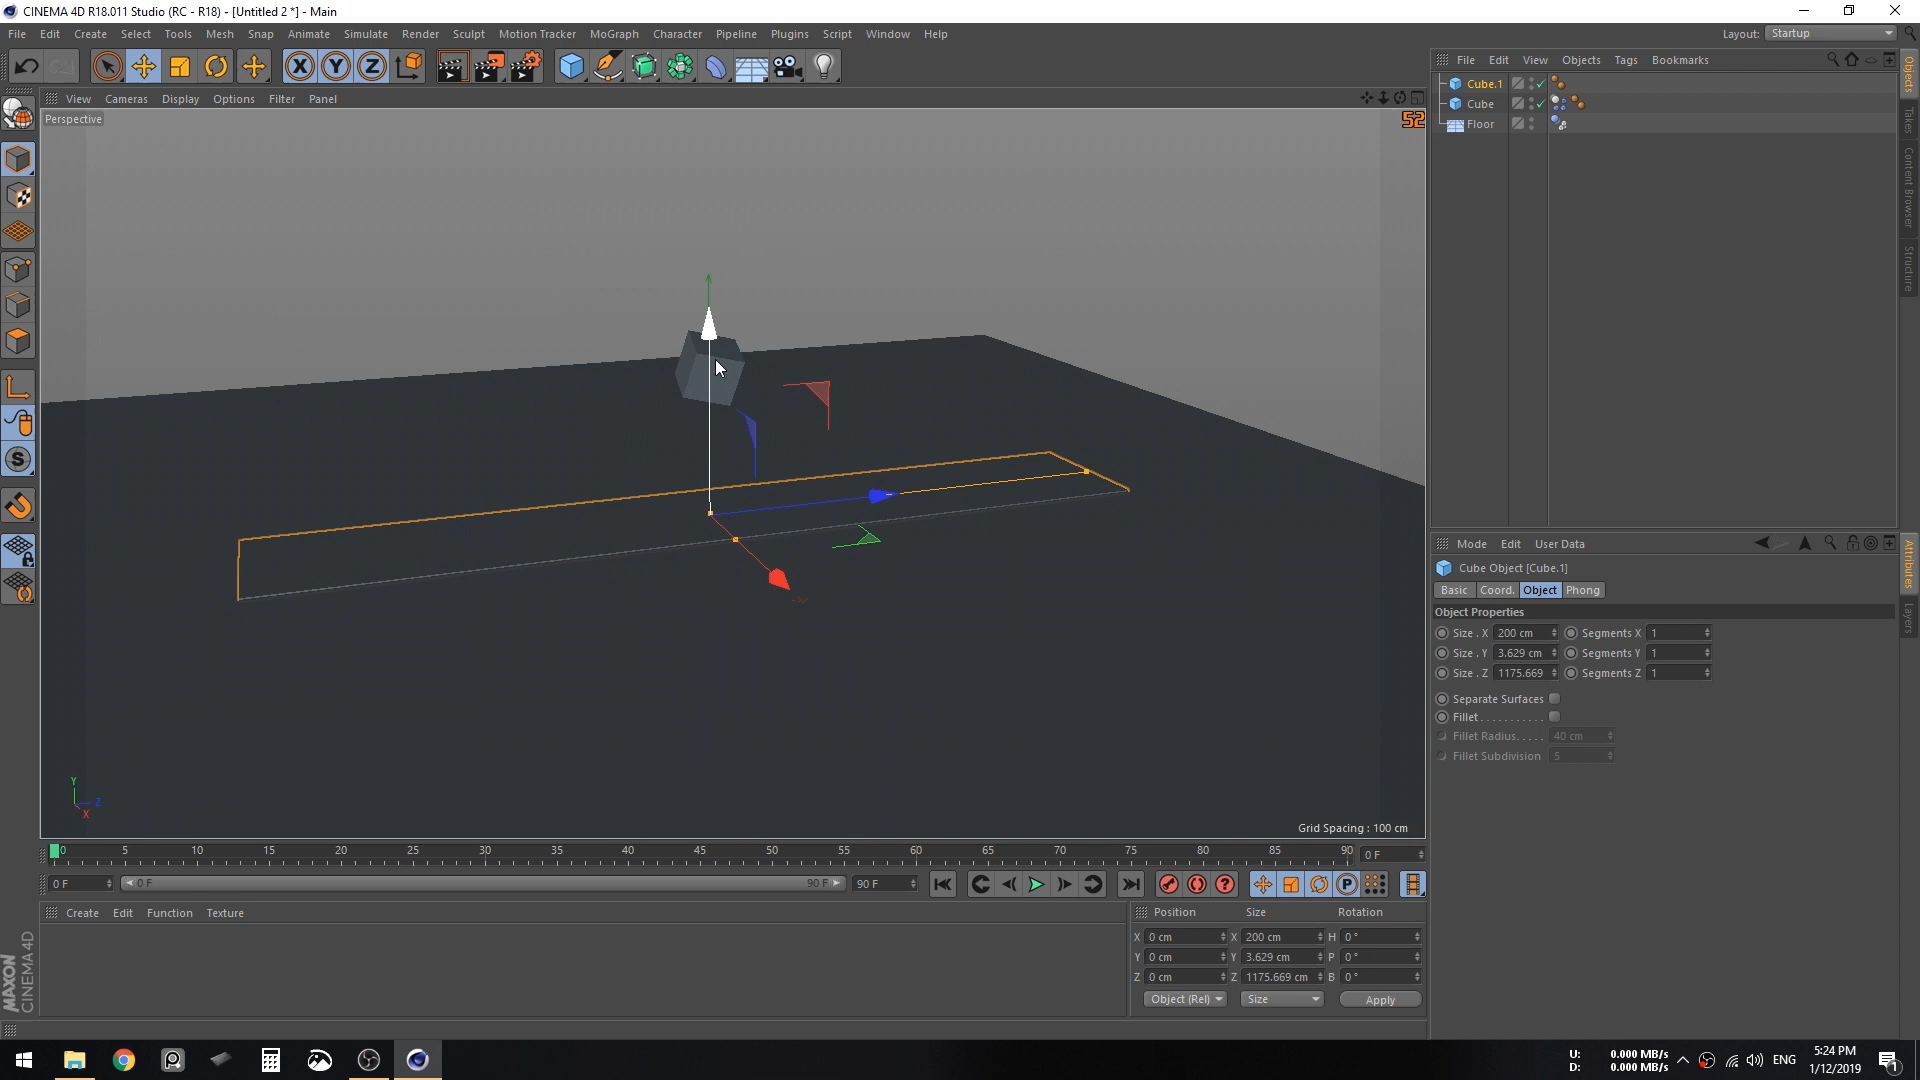 CINEMA 4D R18.011 Studio (RC - R18) - [Untitled 2 *] - Main
File Edit Create Select Tools Mesh Snap Animate Simulate Render Sculpt Motion Tracker MoGraph Character Pipeline Plugins Script Window Help
Layout: Startup
View Cameras Display Options Filter Panel
Perspective
52
File Edit View Objects Tags Bookmarks
Cube.1
Cube
Floor
Objects
Takes
Content Browser
Structure
Mode Edit User Data
Cube Object [Cube.1]
Basic Coord. Object Phong
Object Properties
Size . X 200 cm Segments X 1
Size . Y 3.629 cm Segments Y 1
Size . Z 1175.669 Segments Z 1
Separate Surfaces
Fillet . . . . . . . . . . .
Fillet Radius. . . . . 40 cm
Fillet Subdivision 5
Attributes
Layers
Y
Z
X
Grid Spacing : 100 cm
0 5 10 15 20 25 30 35 40 45 50 55 60 65 70 75 80 85 90
0 F
0 F 0 F 90 F 90 F
Create Edit Function Texture
Position Size Rotation
X 0 cm X 200 cm H 0 °
Y 0 cm Y 3.629 cm P 0 °
Z 0 cm Z 1175.669 cm B 0 °
Object (Rel) Size Apply
MAXON
CINEMA 4D
U: 0.000 MB/s
D: 0.000 MB/s
ENG
5:24 PM
1/12/2019
1